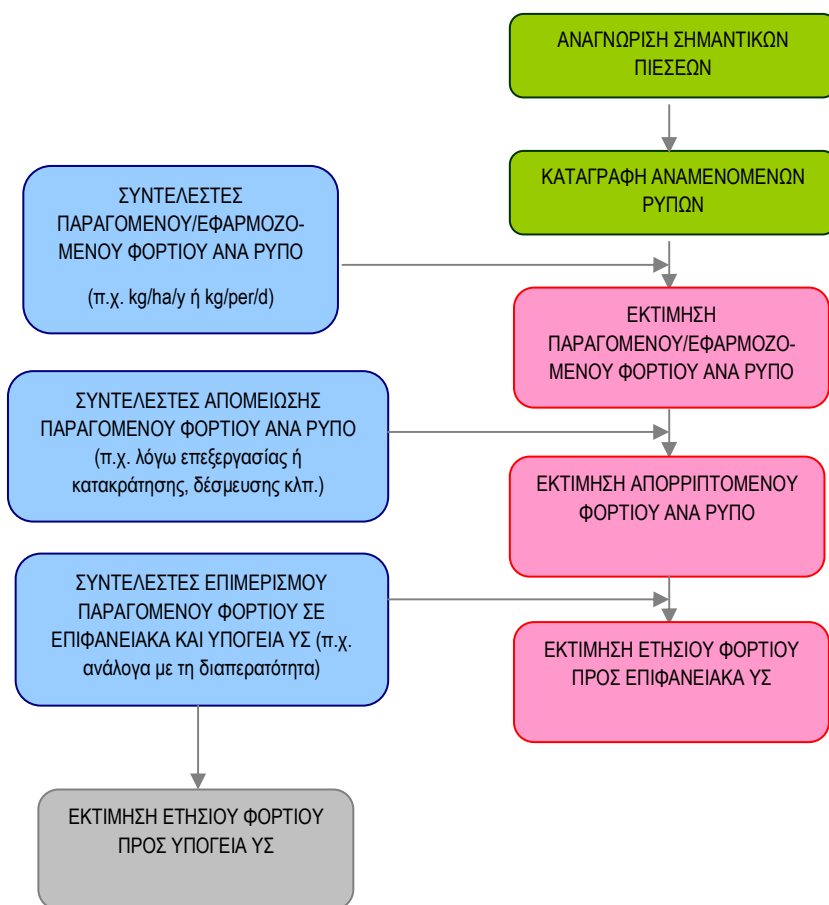 ΑΝΑΓΝΩΡΙΣΗ ΣΗΜΑΝΤΙΚΩΝ
ΠΙΕΣΕΩΝ
ΚΑΤΑΓΡΑΦΗ ΑΝΑΜΕΝΟΜΕΝΩΝ
ΡΥΠΩΝ
ΣΥΝΤΕΛΕΣΤΕΣ
ΠΑΡΑΓΟΜΕΝΟΥ/ΕΦΑΡΜΟΖΟ-
ΜΕΝΟΥ ΦΟΡΤΙΟΥ ΑΝΑ ΡΥΠΟ
(π.χ. kg/ha/y ή kg/per/d)
ΕΚΤΙΜΗΣΗ
ΠΑΡΑΓΟΜΕΝΟΥ/ΕΦΑΡΜΟΖΟ-
ΜΕΝΟΥ ΦΟΡΤΙΟΥ ΑΝΑ ΡΥΠΟ
ΣΥΝΤΕΛΕΣΤΕΣ ΑΠΟΜΕΙΩΣΗΣ
ΠΑΡΑΓΟΜΕΝΟΥ ΦΟΡΤΙΟΥ ΑΝΑ ΡΥΠΟ
(π.χ. λόγω επεξεργασίας ή
κατακράτησης, δέσμευσης κλπ.)
ΕΚΤΙΜΗΣΗ ΑΠΟΡΡΙΠΤΟΜΕΝΟΥ
ΦΟΡΤΙΟΥ ΑΝΑ ΡΥΠΟ
ΣΥΝΤΕΛΕΣΤΕΣ ΕΠΙΜΕΡΙΣΜΟΥ
ΠΑΡΑΓΟΜΕΝΟΥ ΦΟΡΤΙΟΥ ΣΕ
ΕΠΙΦΑΝΕΙΑΚΑ ΚΑΙ ΥΠΟΓΕΙΑ ΥΣ (π.χ.
ανάλογα με τη διαπερατότητα)
ΕΚΤΙΜΗΣΗ ΕΤΗΣΙΟΥ ΦΟΡΤΙΟΥ
ΠΡΟΣ ΕΠΙΦΑΝΕΙΑΚΑ ΥΣ
ΕΚΤΙΜΗΣΗ ΕΤΗΣΙΟΥ ΦΟΡΤΙΟΥ
ΠΡΟΣ ΥΠΟΓΕΙΑ ΥΣ